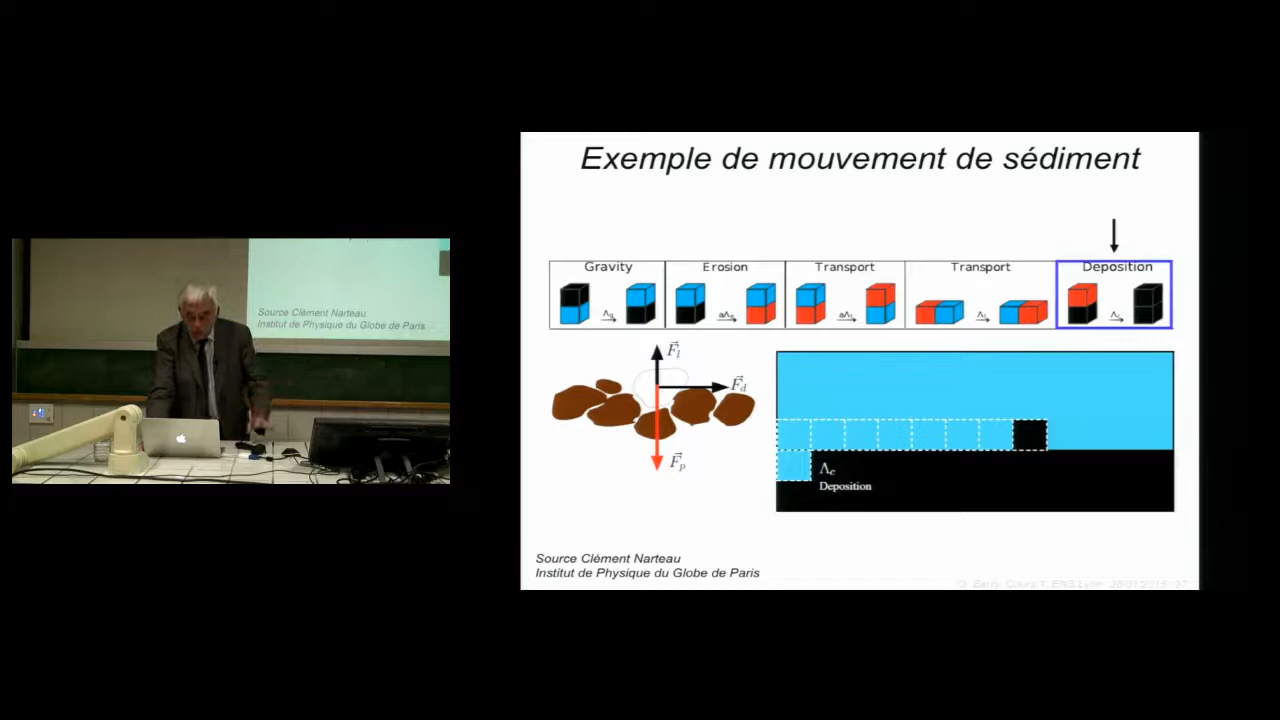 Exemple de mouvement de sédiment
Gravity
Erosion
Transport
Transport
Deposition
F_l
F_d
F_p
Λc
Deposition
Source Clément Narteau
Institut de Physique du Globe de Paris
Source Clément Narteau
Institut de Physique du Globe de Paris